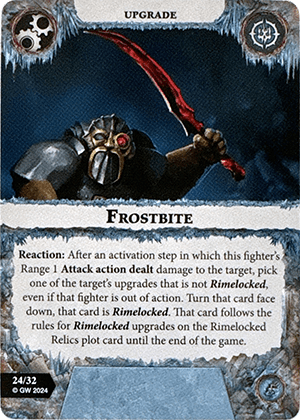 UPGRADE
FROSTBITE
Reaction: After an activation step in which this fighter's
Range 1 Attack action dealt damage to the target, pick
one of the target's upgrades that is not Rimelocked,
even if that fighter is out of action. Turn that card face
down, that card is Rimelocked. That card follows the
rules for Rimelocked upgrades on the Rimelocked
Relics plot card until the end of the game.
24/32
© GW 2024